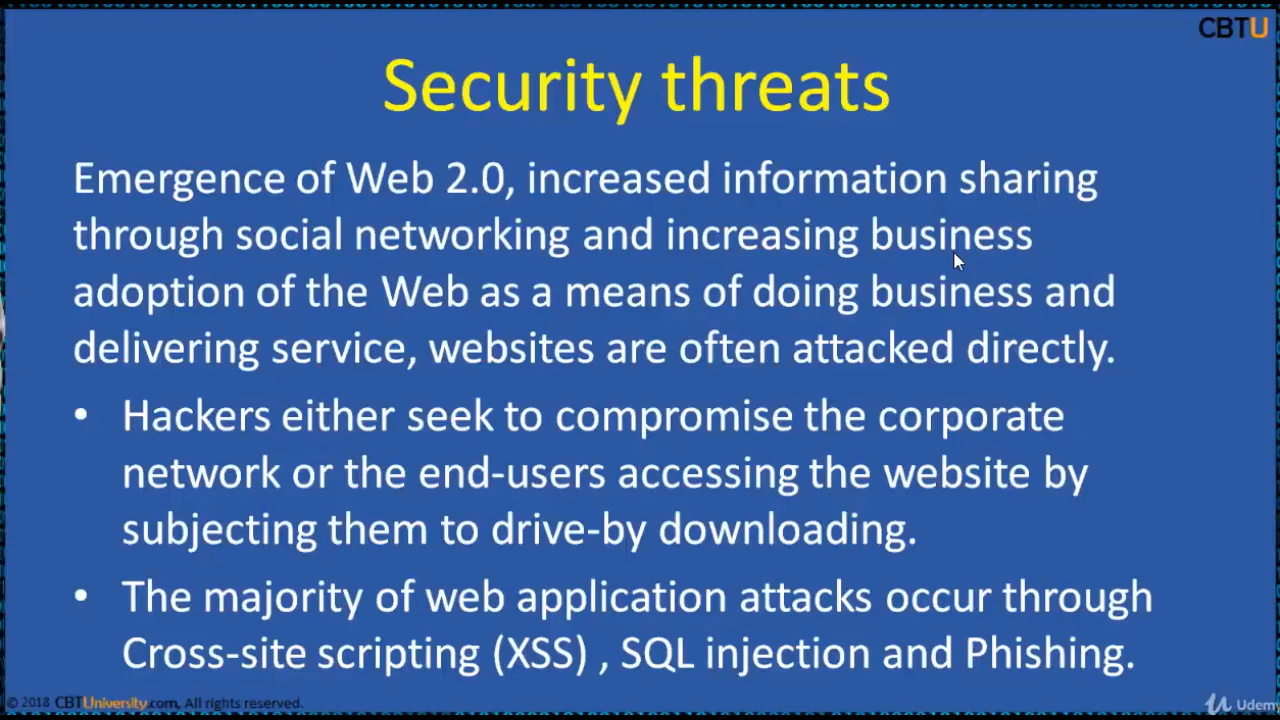 CBTU
Security threats
Emergence of Web 2.0, increased information sharing
through social networking and increasing business
adoption of the Web as a means of doing business and
delivering service, websites are often attacked directly.
• Hackers either seek to compromise the corporate
network or the end-users accessing the website by
subjecting them to drive-by downloading.
• The majority of web application attacks occur through
Cross-site scripting (XSS) , SQL injection and Phishing.
© 2018 CBTUniversity.com, All rights reserved.
Udemy